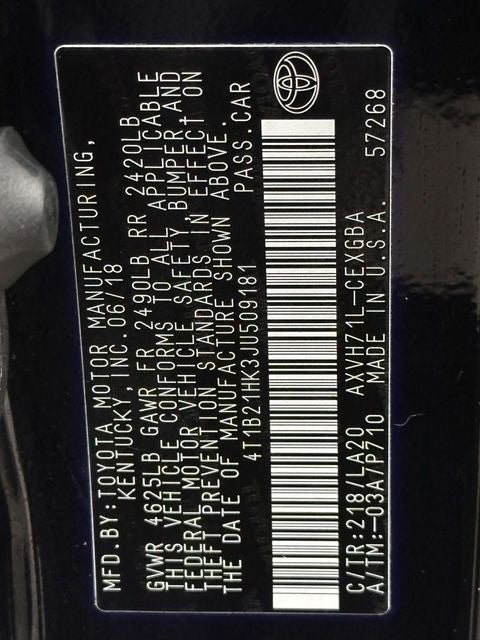 MFD.BY:TOYOTA MOTOR MANUFACTURING,
KENTUCKY, INC. 06/18
GVWR 4625LB GAWR FR 2490LB RR 2420LB
THIS VEHICLE CONFORMS TO ALL APPLICABLE
FEDERAL MOTOR VEHICLE SAFETY, BUMPER, AND
THEFT PREVENTION STANDARDS IN EFFECT ON
THE DATE OF MANUFACTURE SHOWN ABOVE.
4T1B21HK3JU509181 PASS.CAR
C/TR:218/LA20 AXVH71L-CEXGBA
A/TM:-03A/P710 MADE IN U.S.A. 57268